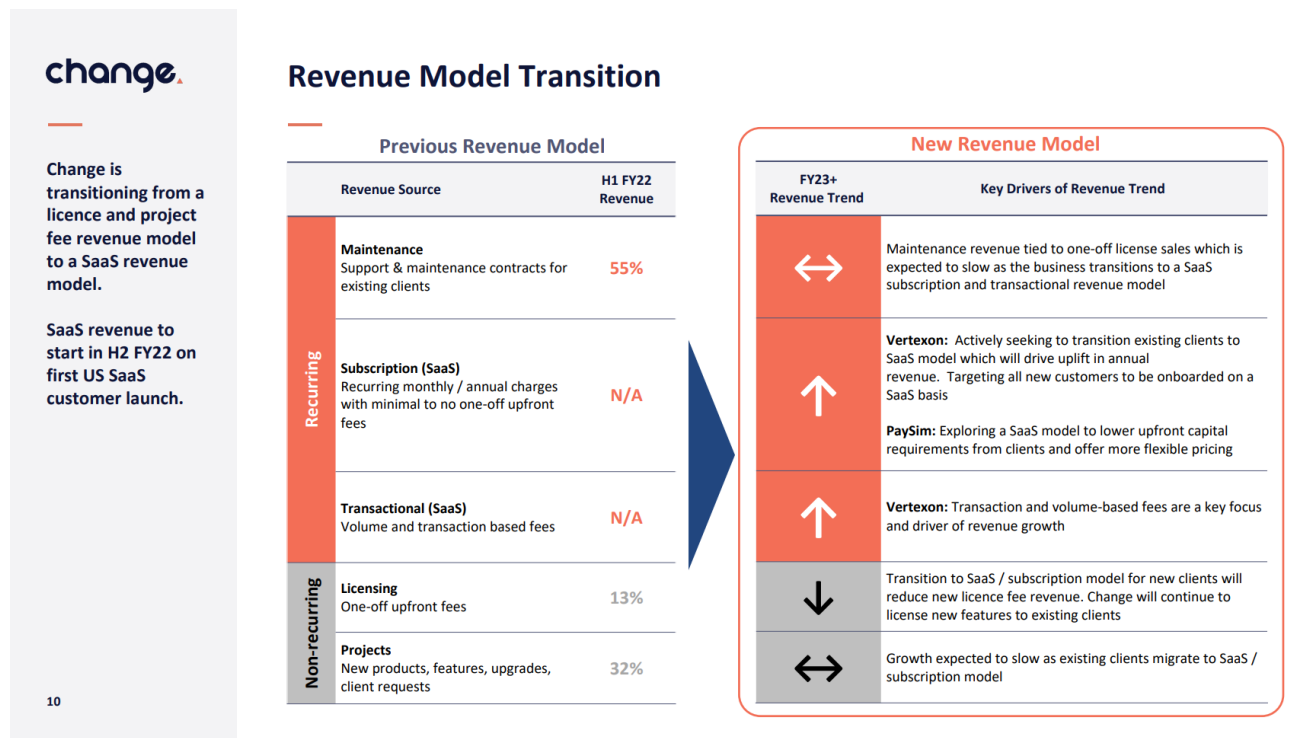 change.
Change is
transitioning from a
licence and project
fee revenue model
to a SaaS revenue
model.
SaaS revenue to
start in H2 FY22 on
first US SaaS
customer launch.
10
Revenue Model Transition
Previous Revenue Model
Revenue Source
H1 FY22
Revenue
Recurring
Maintenance
Support & maintenance contracts for
existing clients
55%
Subscription (SaaS)
Recurring monthly / annual charges
with minimal to no one-off upfront
fees
N/A
Transactional (SaaS)
Volume and transaction based fees
N/A
Non-recurring
Licensing
One-off upfront fees
13%
Projects
New products, features, upgrades,
client requests
32%
New Revenue Model
FY23+
Revenue Trend
Key Drivers of Revenue Trend
Maintenance revenue tied to one-off license sales which is
expected to slow as the business transitions to a SaaS
subscription and transactional revenue model
Vertexon: Actively seeking to transition existing clients to
SaaS model which will drive uplift in annual
revenue. Targeting all new customers to be onboarded on a
SaaS basis
PaySim: Exploring a SaaS model to lower upfront capital
requirements from clients and offer more flexible pricing
Vertexon: Transaction and volume-based fees are a key focus
and driver of revenue growth
Transition to SaaS / subscription model for new clients will
reduce new licence fee revenue. Change will continue to
license new features to existing clients
Growth expected to slow as existing clients migrate to SaaS /
subscription model